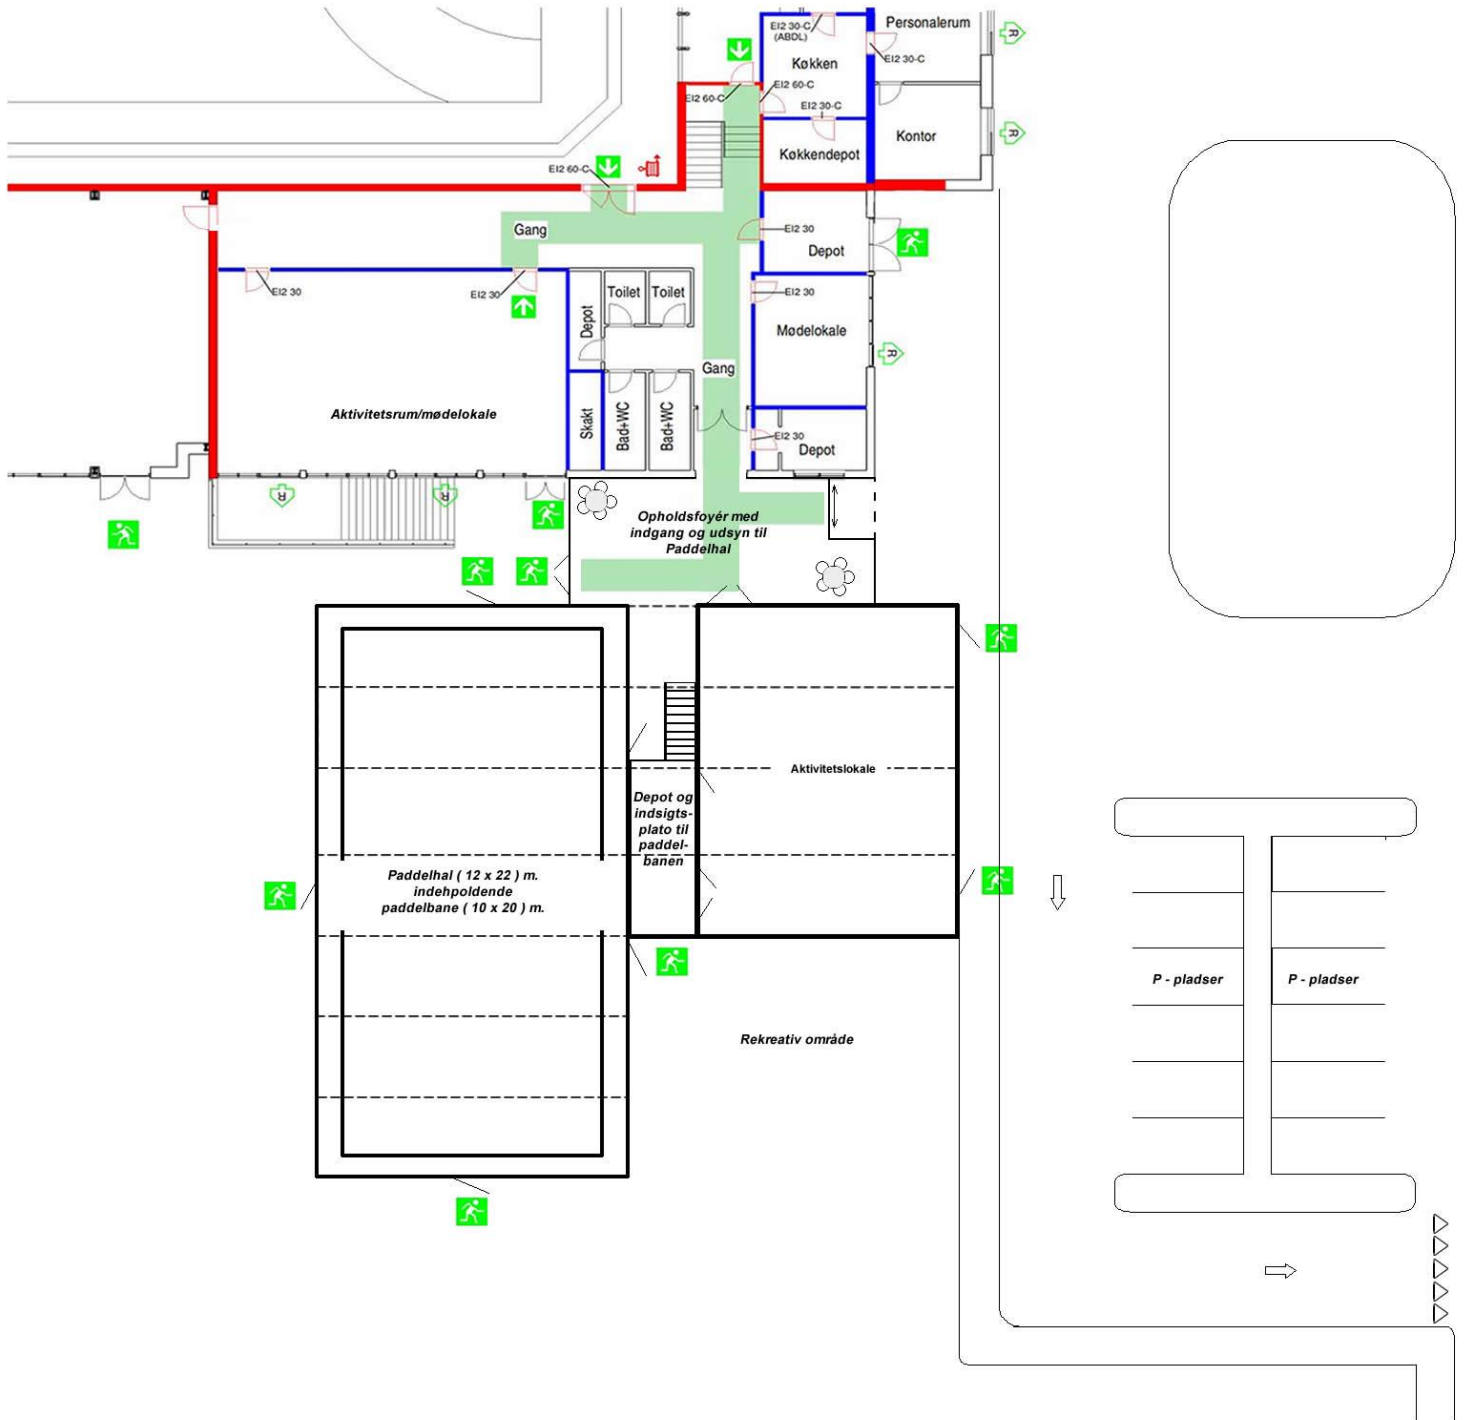 EI2 30-C
(ABDL)
Personalerum
R
Køkken
EI2 30-C
EI2 60-C
EI2 60-C
EI2 30-C
Kontor
R
Køkkendepot
EI2 60-C
Gang
EI2 30
Depot
EI2 30
EI2 30
Depot
Toilet
Toilet
EI2 30
Mødelokale
R
Gang
Aktivitetsrum/mødelokale
Skakt
Bad+WC
Bad+WC
EI2 30
Depot
R
R
Opholdsfoyér med
indgang og udsyn til
Paddelhal
Aktivitetslokale
Depot og
indsigts-
plato til
paddel-
banen
Paddelhal ( 12 x 22 ) m.
indehpoldende
paddelbane ( 10 x 20 ) m.
P - pladser
P - pladser
Rekreativ område